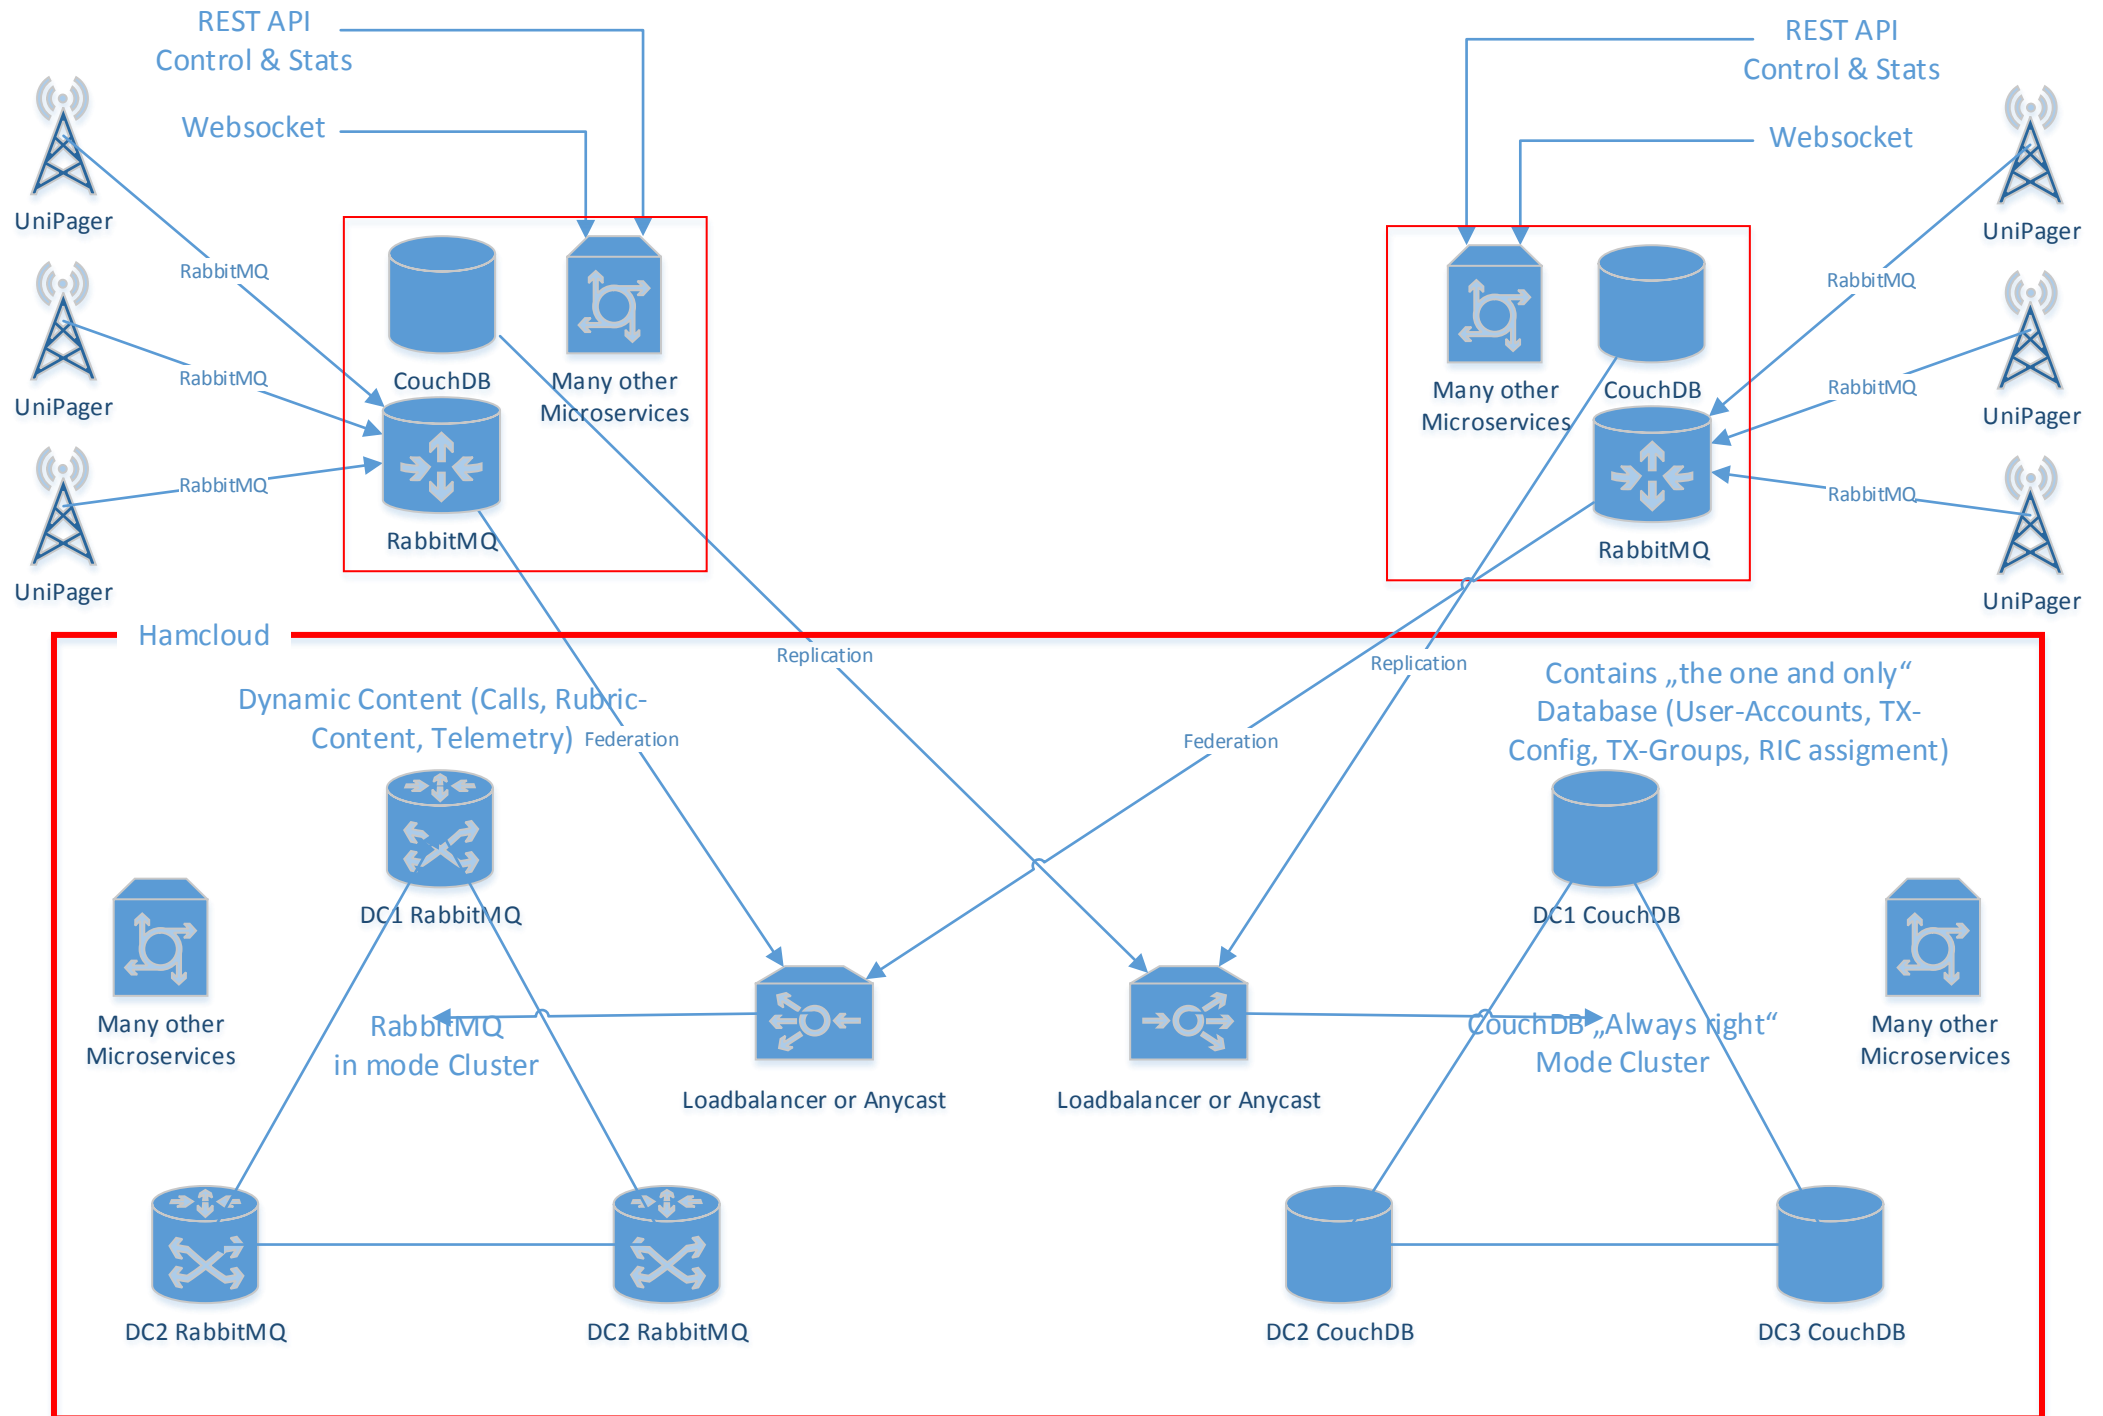 REST API
Control & Stats
Websocket
REST API
Control & Stats
Websocket
UniPager
UniPager
UniPager
RabbitMQ
RabbitMQ
RabbitMQ
CouchDB
Many other
Microservices
RabbitMQ
Many other
Microservices
CouchDB
RabbitMQ
RabbitMQ
RabbitMQ
RabbitMQ
UniPager
UniPager
UniPager
Hamcloud
Replication
Replication
Federation
Federation
Dynamic Content (Calls, Rubric-
Content, Telemetry)
Contains „the one and only“
Database (User-Accounts, TX-
Config, TX-Groups, RIC assigment)
DC1 RabbitMQ
DC1 CouchDB
Many other
Microservices
RabbitMQ
in mode Cluster
Loadbalancer or Anycast
Loadbalancer or Anycast
CouchDB „Always right“
Mode Cluster
Many other
Microservices
DC2 RabbitMQ
DC2 RabbitMQ
DC2 CouchDB
DC3 CouchDB